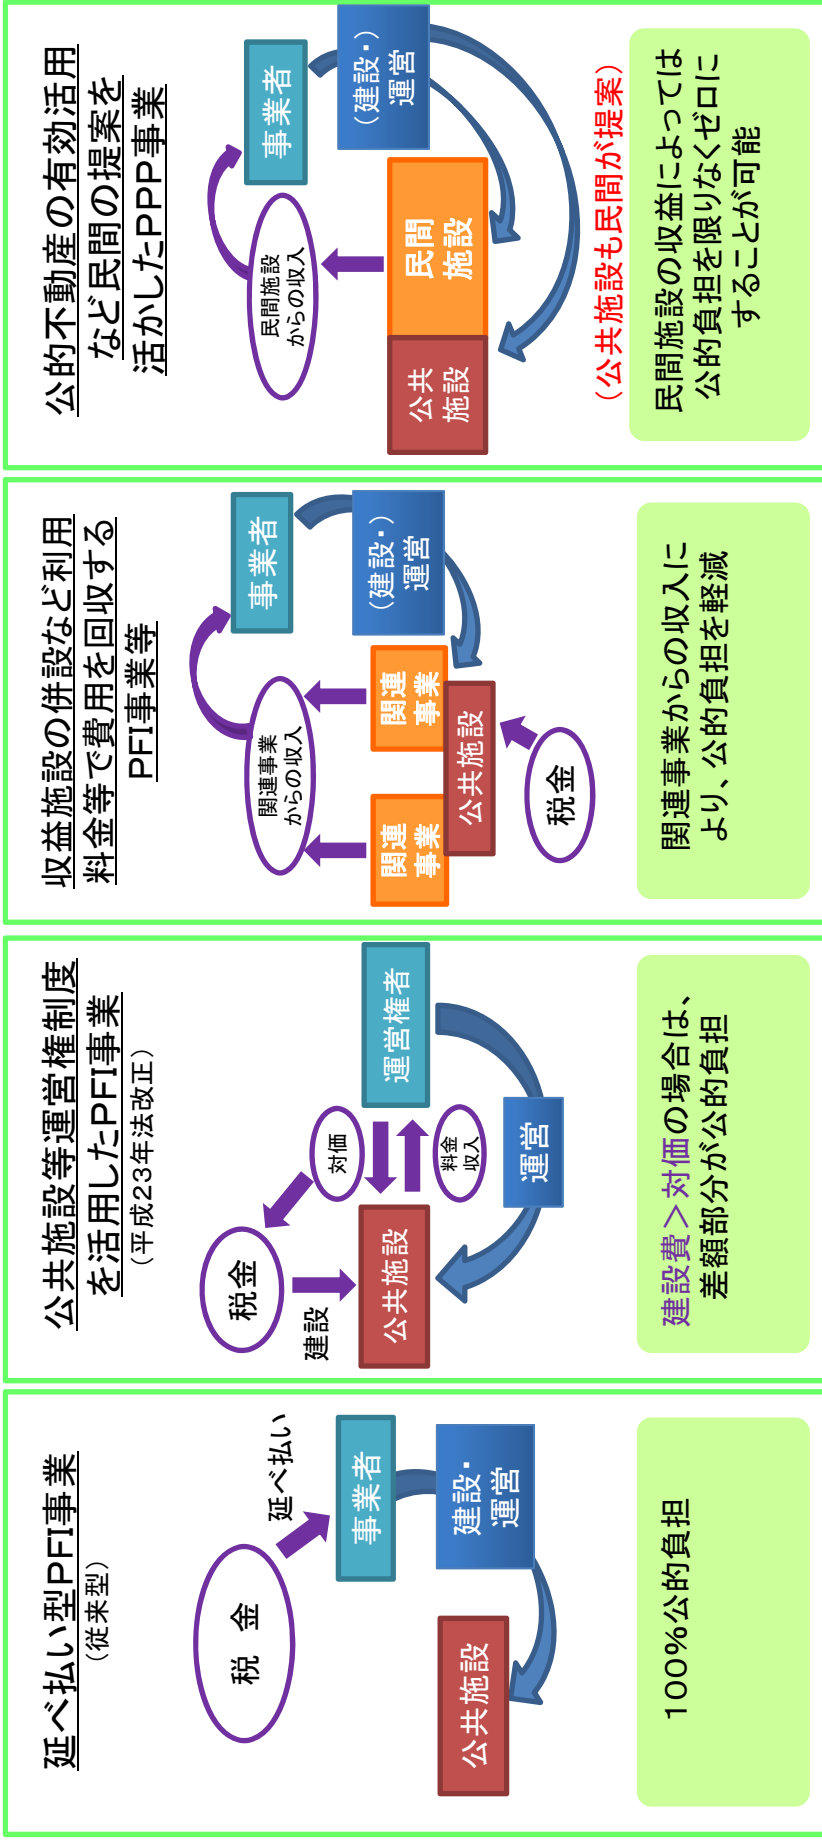 延べ払い型PFI事業
（従来型）
税　金
延べ払い
事業者
建設・
運営
公共施設
100％公的負担
公共施設等運営権制度
を活用したPFI事業
（平成23年法改正）
税金
対価
建設
公共施設
運営権者
料金
収入
運営
建設費＞対価の場合は、
差額部分が公的負担
収益施設の併設など利用
料金等で費用を回収する
PFI事業等
関連事業
からの収入
事業者
関連
事業
関連
事業
（建設・）
運営
公共施設
税金
関連事業からの収入に
より、公的負担を軽減
公的不動産の有効活用
など民間の提案を
活かしたPPP事業
民間施設
からの収入
事業者
（建設・）
運営
公共
施設
民間
施設
（公共施設も民間が提案）
民間施設の収益によっては
公的負担を限りなくゼロに
することが可能